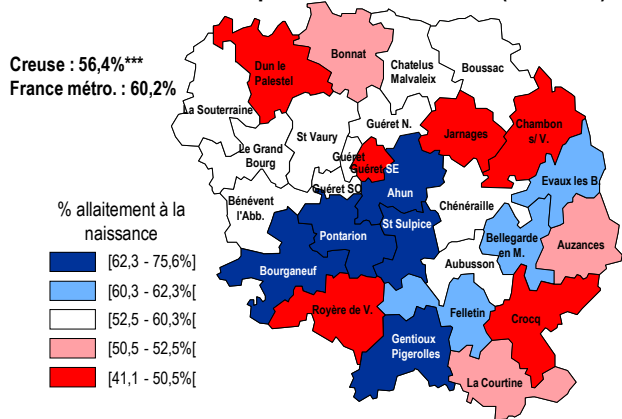 Creuse : 56,4%***
France métro. : 60,2%
Bonnat
Dun le
Palestel
Chatelus
Malvaleix
Boussac
La Souterraine
Guéret N.
St Vaury
Jarnages
Chambon
s/ V.
Le Grand
Bourg
Guéret
Guéret SE
Evaux les B
Guéret SO
Ahun
Bénévent
l'Abb.
Chénéraille
St Sulpice
Pontarion
Bellegarde
en M.
Auzances
Bourganeuf
Aubusson
Royère de V.
Felletin
Crocq
Gentioux
Pigerolles
La Courtine
% allaitement à la
naissance
[62,3 - 75,6%]
[60,3 - 62,3%[
[52,5 - 60,3%[
[50,5 - 52,5%[
[41,1 - 50,5%[